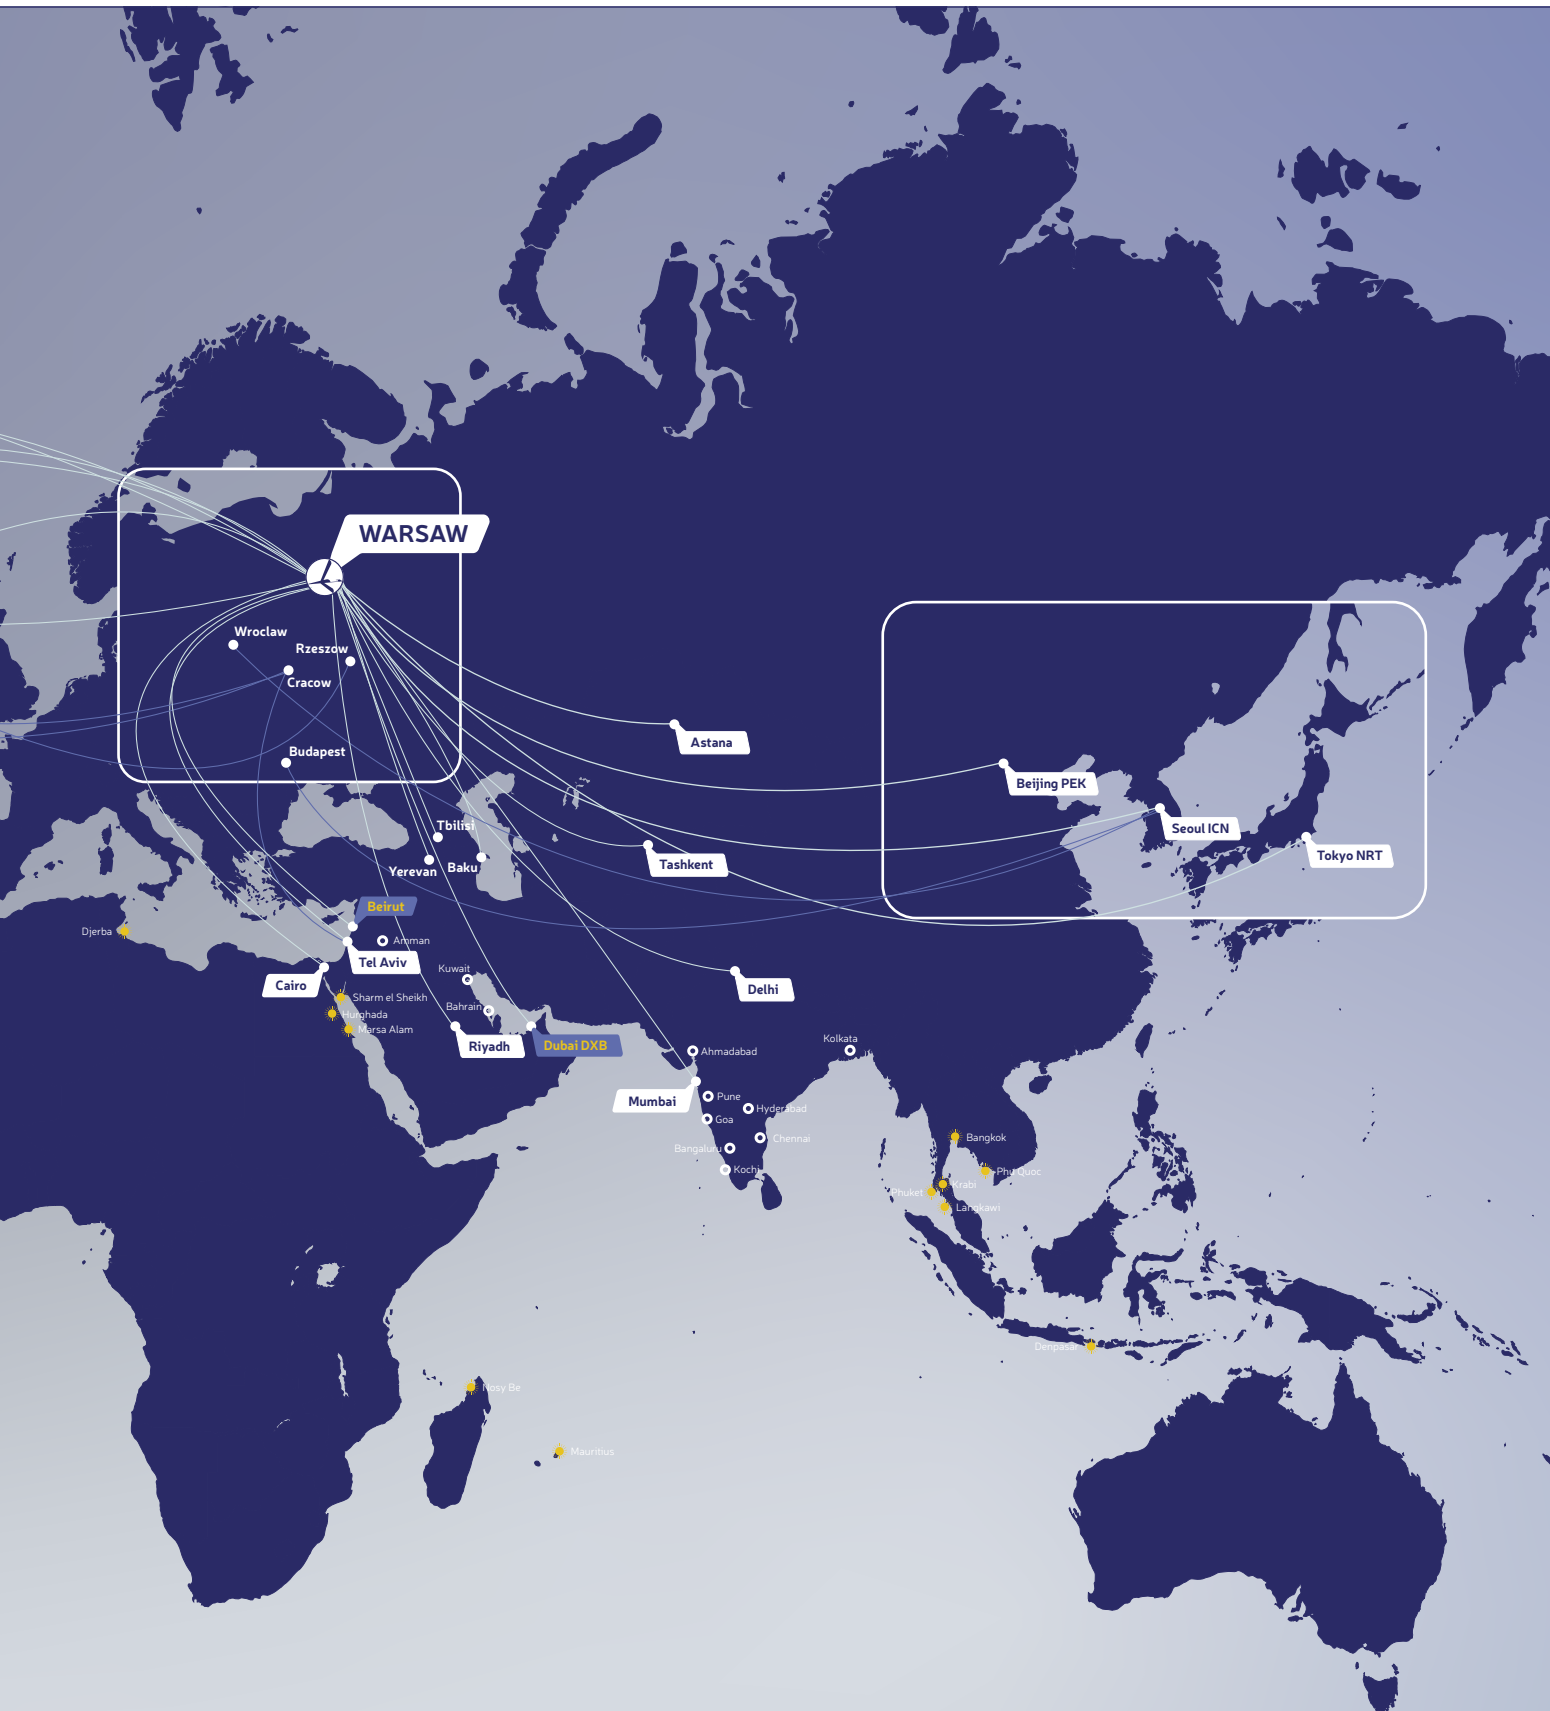 WARSAW
Wroclaw
Rzeszow
Cracow
Budapest
Astana
Beijing PEK
Seoul ICN
Tokyo NRT
Tbilisi
Yerevan
Baku
Tashkent
Beirut
Djerba
Amman
Tel Aviv
Cairo
Kuwait
Delhi
Sharm el Sheikh
Bahrain
Hurghada
Marsa Alam
Riyadh
Dubai DXB
Kolkata
Ahmadabad
Mumbai
Pune
Hyderabad
Goa
Chennai
Bangaluru
Kochi
Bangkok
Phu Quoc
Krabi
Phuket
Langkawi
Denpasar
Nosy Be
Mauritius